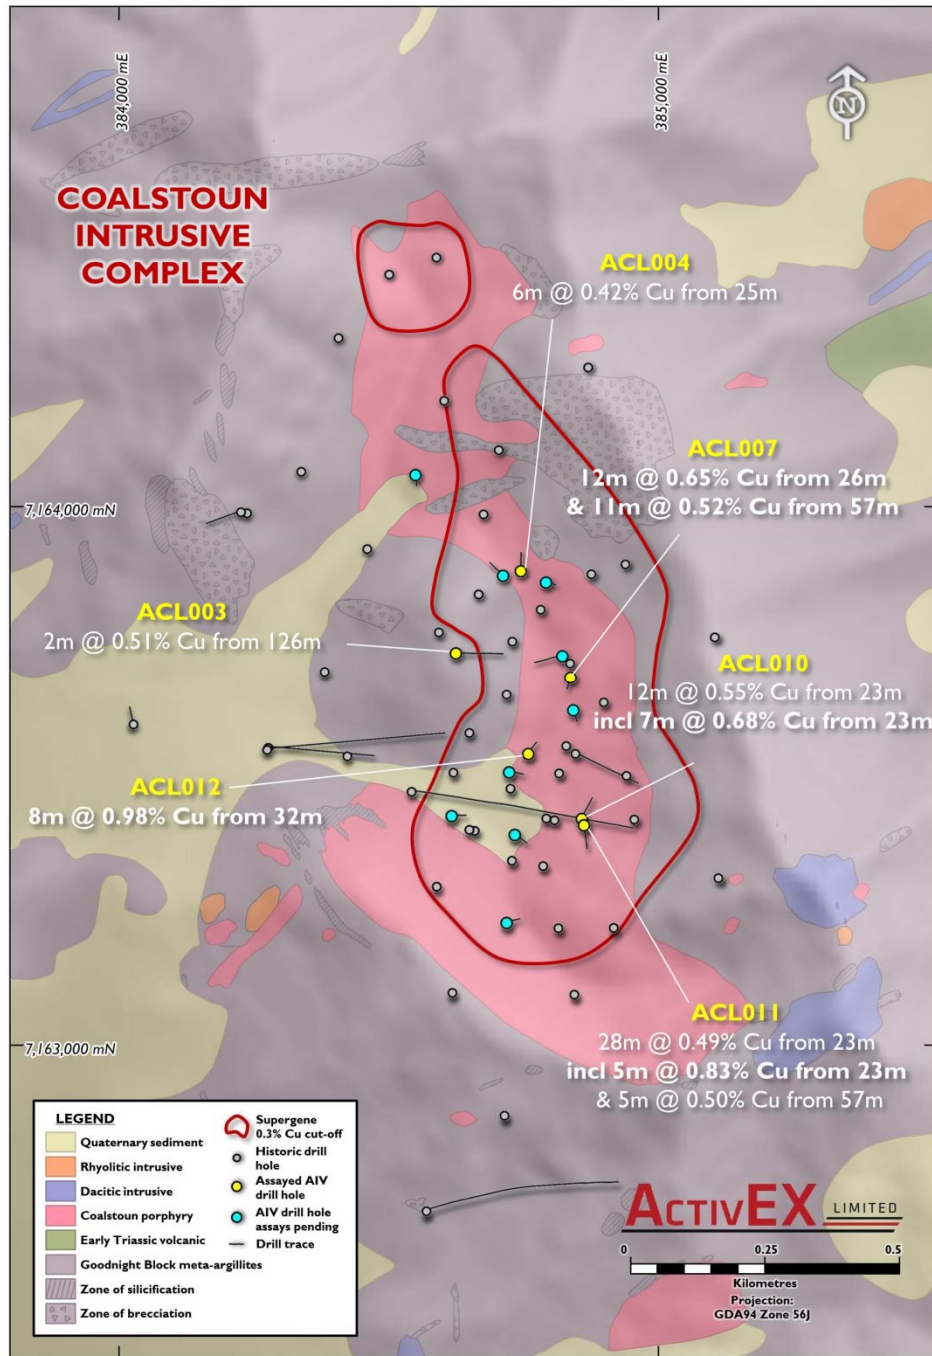 384,000 mE
385,000 mE
N
COALSTOUN
INTRUSIVE
COMPLEX
ACL004
6m @ 0.42% Cu from 25m
ACL007
12m @ 0.65% Cu from 26m
& 11m @ 0.52% Cu from 57m
7,164,000 mN
ACL003
2m @ 0.51% Cu from 126m
ACL010
12m @ 0.55% Cu from 23m
incl 7m @ 0.68% Cu from 23m
ACL012
8m @ 0.98% Cu from 32m
ACL011
28m @ 0.49% Cu from 23m
incl 5m @ 0.83% Cu from 23m
& 5m @ 0.50% Cu from 57m
7,163,000 mN
LEGEND
Quaternary sediment
Rhyolitic intrusive
Dacitic intrusive
Coalstoun porphyry
Early Triassic volcanic
Goodnight Block meta-argillites
Zone of silicification
Zone of brecciation
Supergene
0.3% Cu cut-off
Historic drill
hole
Assayed AIV
drill hole
AIV drill hole
assays pending
Drill trace
ACTIVEX LIMITED
0 0.25 0.5
Kilometres
Projection:
GDA94 Zone 56J